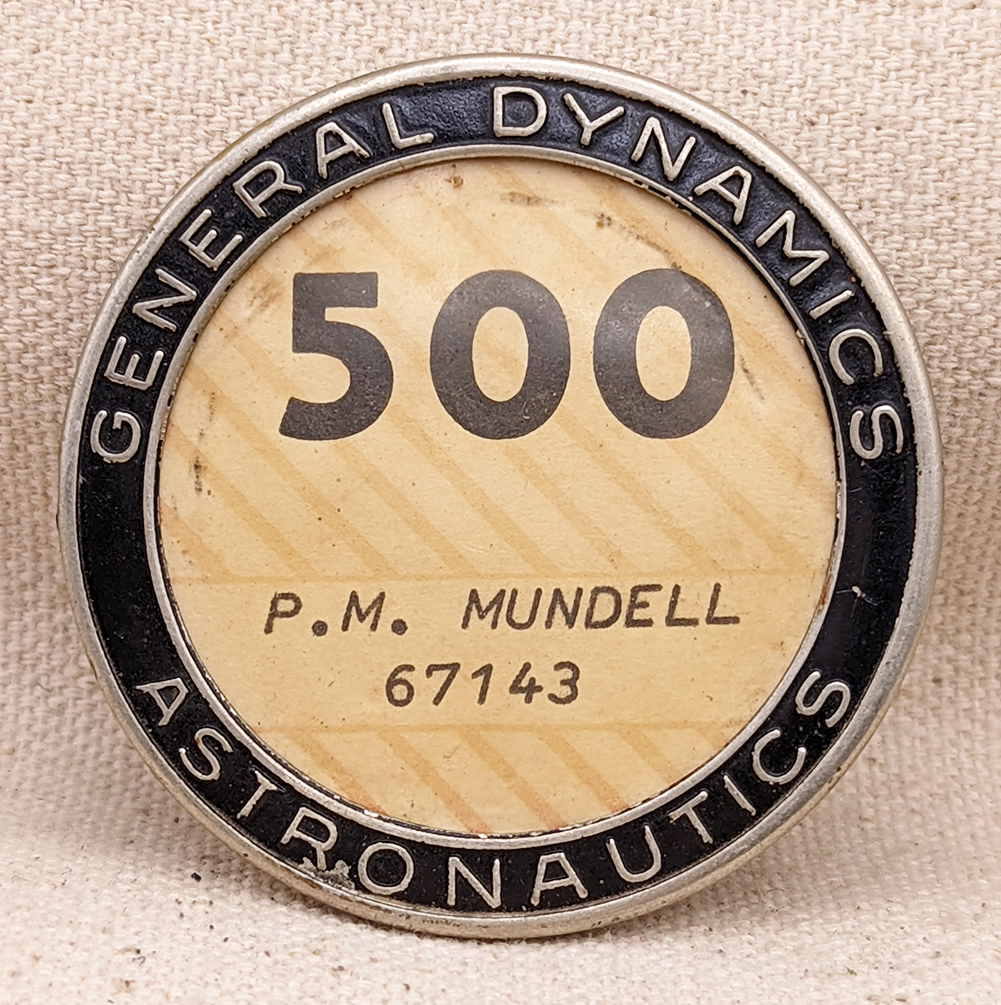 GENERAL DYNAMICS
500
P.M. MUNDELL
67143
ASTRONAUTICS